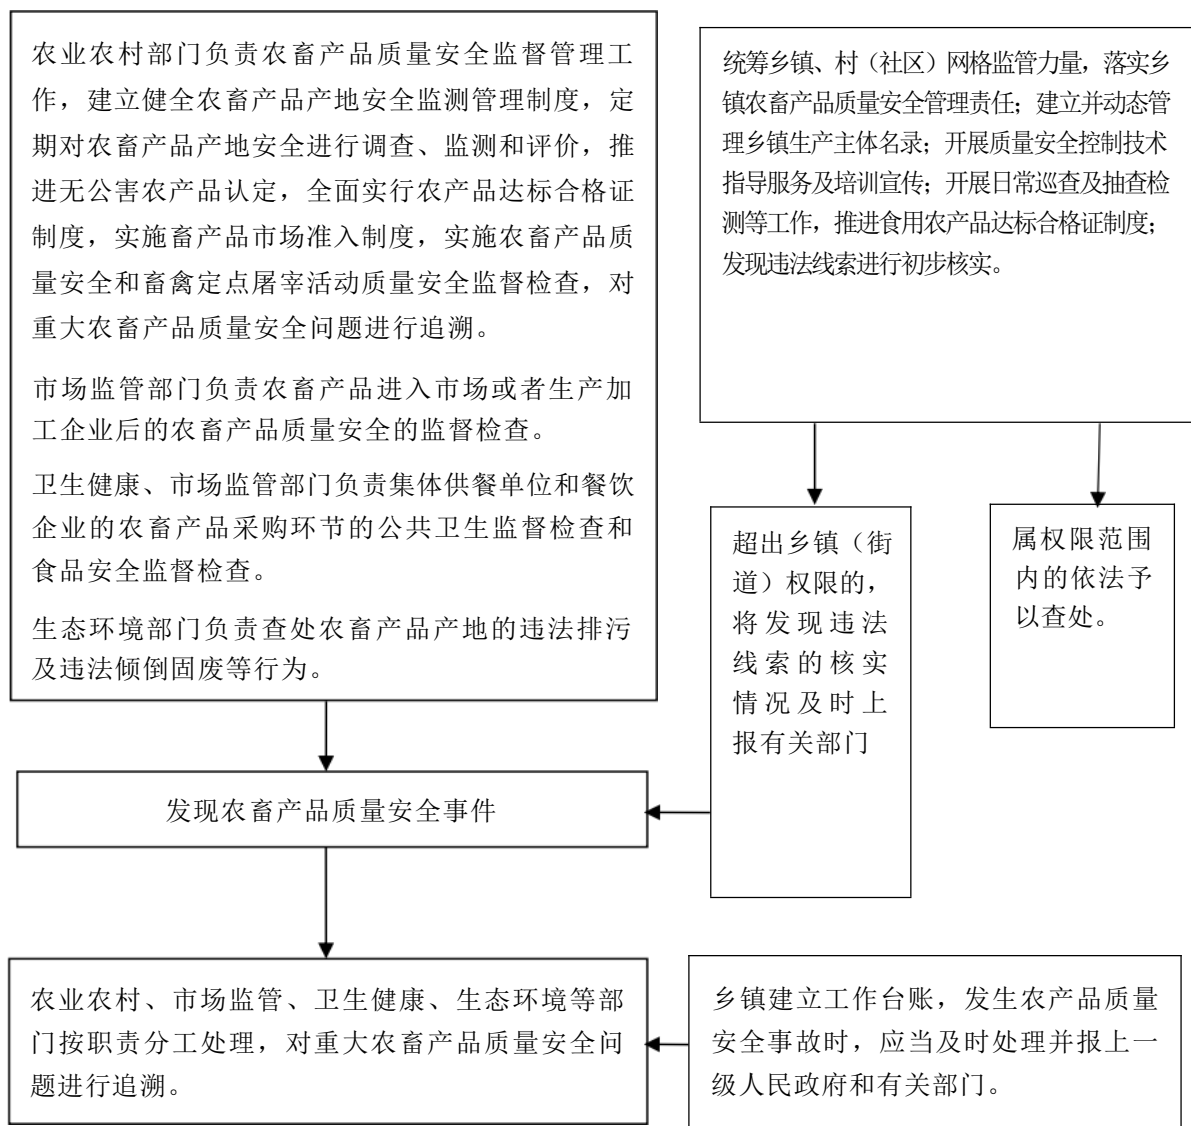 农业农村部门负责农畜产品质量安全监督管理工
作，建立健全农畜产品产地安全监测管理制度，定
期对农畜产品产地安全进行调查、监测和评价，推
进无公害农产品认定，全面实行农产品达标合格证
制度，实施畜产品市场准入制度，实施农畜产品质
量安全和畜禽定点屠宰活动质量安全监督检查，对
重大农畜产品质量安全问题进行追溯。
市场监管部门负责农畜产品进入市场或者生产加
工企业后的农畜产品质量安全的监督检查。
卫生健康、市场监管部门负责集体供餐单位和餐饮
企业的农畜产品采购环节的公共卫生监督检查和
食品安全监督检查。
生态环境部门负责查处农畜产品产地的违法排污
及违法倾倒固废等行为。
统筹乡镇、村（社区）网格监管力量，落实乡
镇农畜产品质量安全管理责任；建立并动态管
理乡镇生产主体名录；开展质量安全控制技术
指导服务及培训宣传；开展日常巡查及抽查检
测等工作，推进食用农产品达标合格证制度；
发现违法线索进行初步核实。
超出乡镇（街
道）权限的，
将发现违法
线索的核实
情况及时上
报有关部门
属权限范围
内的依法予
以查处。
发现农畜产品质量安全事件
农业农村、市场监管、卫生健康、生态环境等部
门按职责分工处理，对重大农畜产品质量安全问
题进行追溯。
乡镇建立工作台账，发生农产品质量
安全事故时，应当及时处理并报上一
级人民政府和有关部门。